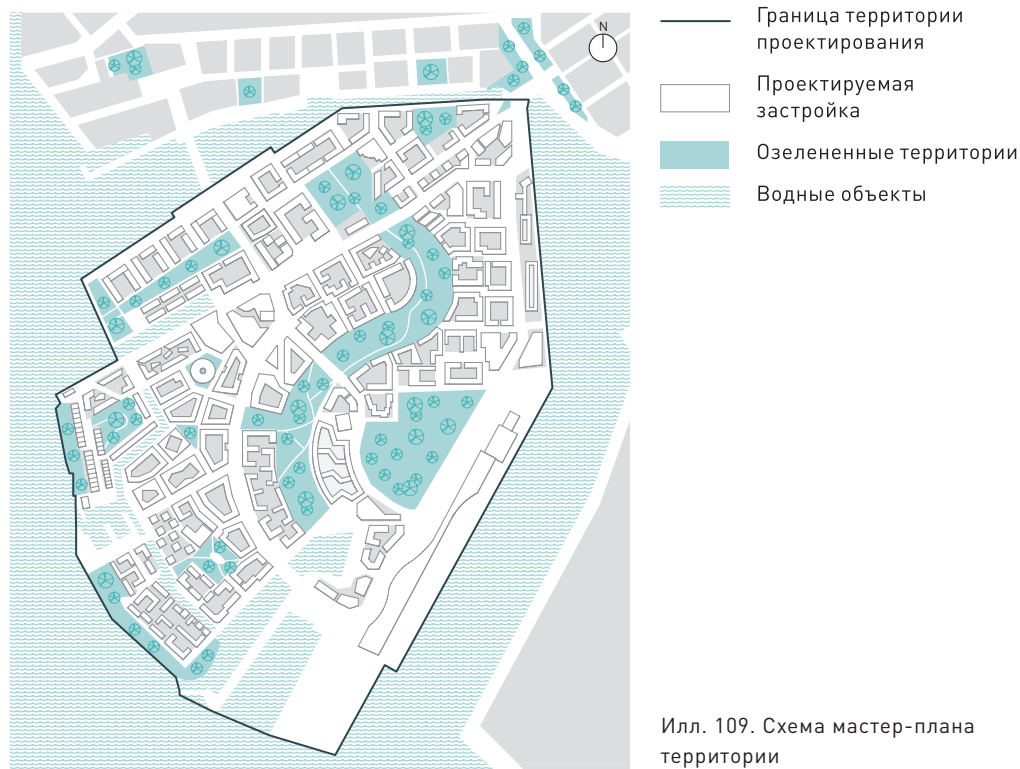 N
Граница территории
проектирования
Проектируемая
застройка
Озелененные территории
Водные объекты
Илл. 109. Схема мастер-плана
территории